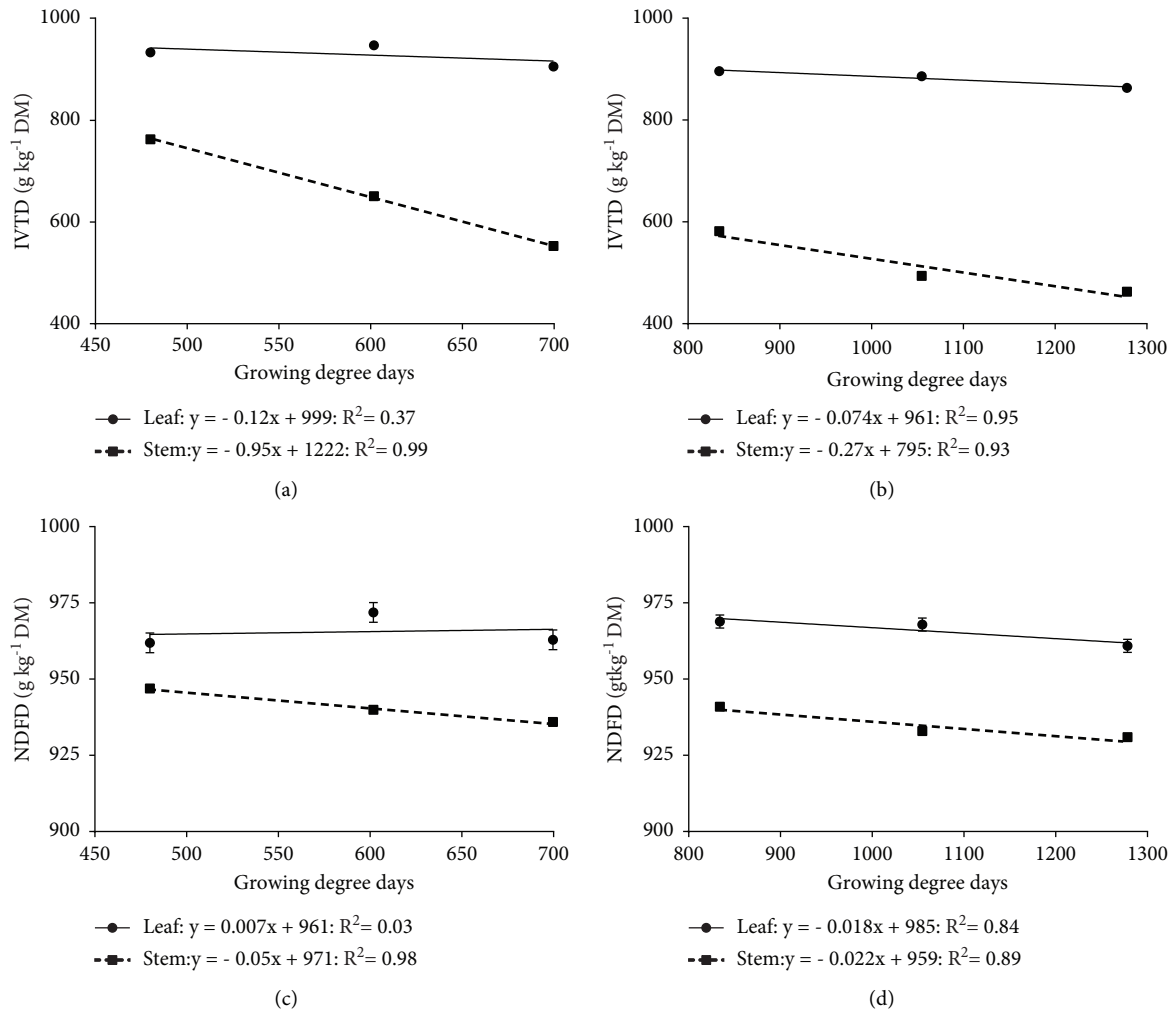 1000
800
600
400
IVTD (g kg⁻¹ DM)
450 500 550 600 650 700
Growing degree days
Leaf: y = - 0.12x + 999: R²= 0.37
Stem:y = - 0.95x + 1222: R²= 0.99
(a)
1000
800
600
400
IVTD (g kg⁻¹ DM)
800 900 1000 1100 1200 1300
Growing degree days
Leaf: y = - 0.074x + 961: R²= 0.95
Stem:y = - 0.27x + 795: R²= 0.93
(b)
1000
975
950
925
900
NDFD (g kg⁻¹ DM)
450 500 550 600 650 700
Growing degree days
Leaf: y = 0.007x + 961: R²= 0.03
Stem:y = - 0.05x + 971: R²= 0.98
(c)
1000
975
950
925
900
NDFD (gtkg⁻¹ DM)
800 900 1000 1100 1200 1300
Growing degree days
Leaf: y = - 0.018x + 985: R²= 0.84
Stem:y = - 0.022x + 959: R²= 0.89
(d)